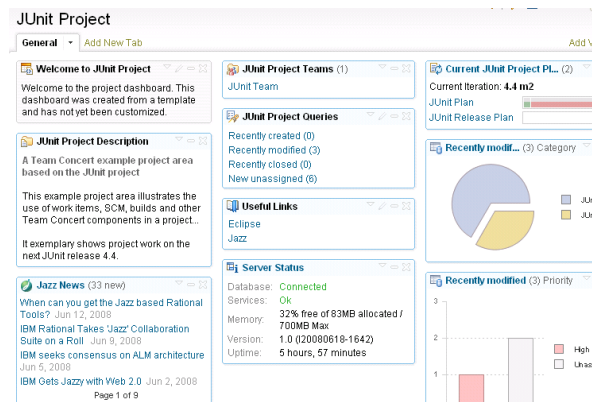 JUnit Project
General
Add New Tab
Add
Welcome to JUnit Project
Welcome to the project dashboard. This
dashboard was created from a template
and has not yet been customized.
JUnit Project Description
A Team Concert example project area
based on the JUnit project
This example project area illustrates the
use of work items, SCM, builds and other
Team Concert components in a project...
It exemplary shows project work on the
next JUnit release 4.4.
Jazz News (33 new)
When can you get the Jazz based Rational
Tools? Jun 12, 2008
IBM Rational Takes 'Jazz' Collaboration
Suite on a Roll Jun 9, 2008
IBM seeks consensus on ALM architecture
Jun 5, 2008
IBM Gets Jazzy with Web 2.0 Jun 2, 2008
Page 1 of 9
JUnit Project Teams (1)
JUnit Team
JUnit Project Queries
Recently created (0)
Recently modified (3)
Recently closed (0)
New unassigned (6)
Useful Links
Eclipse
Jazz
Server Status
Database: Connected
Services: Ok
Memory: 32% free of 83MB allocated /
700MB Max
Version: 1.0 (I20080618-1642)
Uptime: 5 hours, 57 minutes
Current JUnit Project Pl... (2)
Current Iteration: 4.4 m2
JUnit Plan
JUnit Release Plan
Recently modif... (3) Category
Recently modified (3) Priority
3
2
1
High
Unas